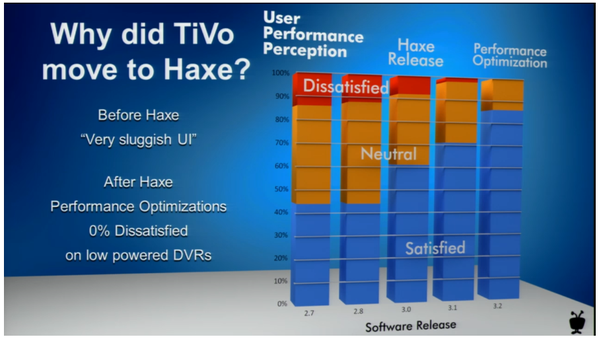 Why did TiVo
move to Haxe?
Before Haxe
“Very sluggish UI”
After Haxe
Performance Optimizations
0% Dissatisfied
on low powered DVRs
User
Performance
Perception
Haxe
Release
Performance
Optimization
100%
90%
80%
70%
60%
50%
40%
30%
20%
10%
0%
Dissatisfied
Neutral
Satisfied
2.7
2.8
3.0
3.1
3.2
Software Release